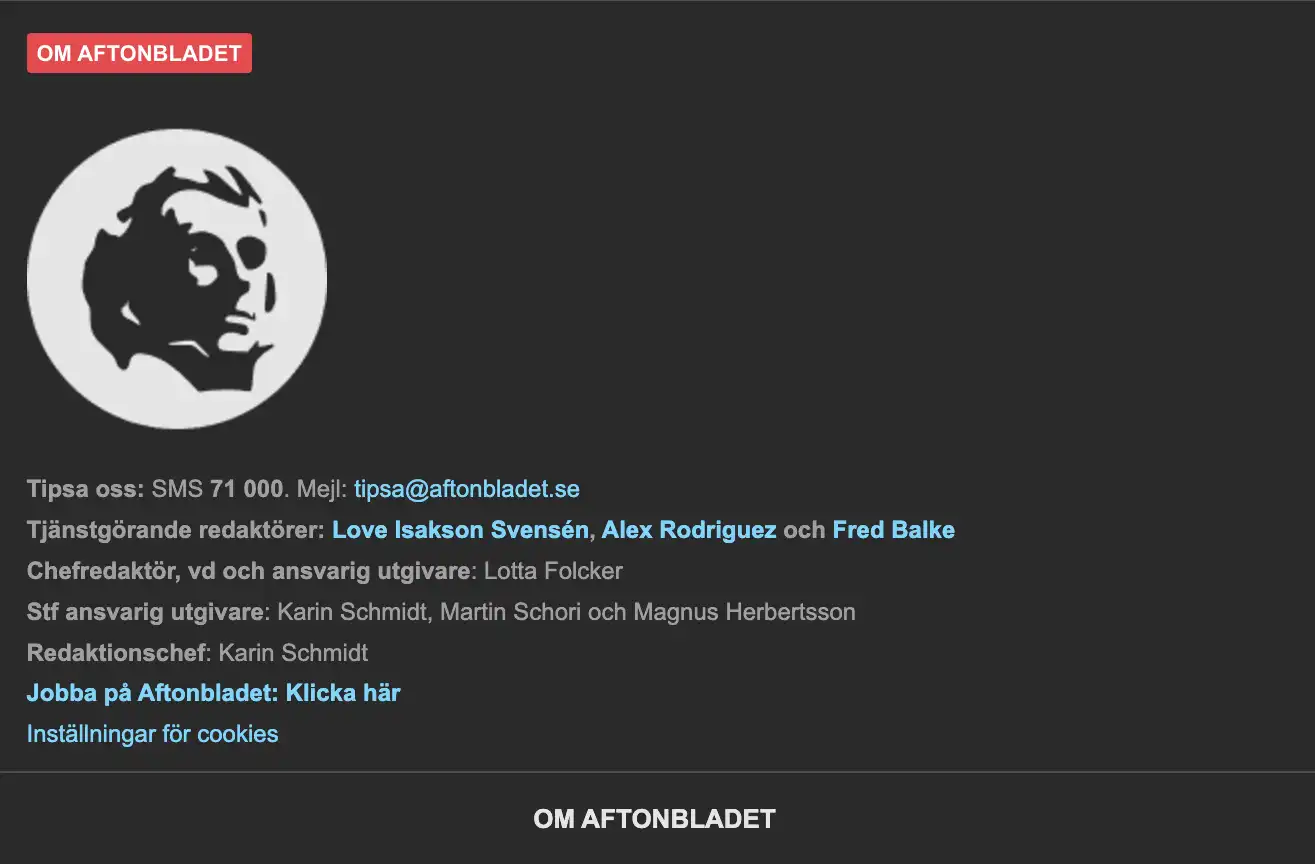 OM AFTONBLADET
Tipsa oss: SMS 71 000. Mejl: tipsa@aftonbladet.se
Tjänstgörande redaktörer: Love Isakson Svensén, Alex Rodriguez och Fred Balke
Chefredaktör, vd och ansvarig utgivare: Lotta Folcker
Stf ansvarig utgivare: Karin Schmidt, Martin Schori och Magnus Herbertsson
Redaktionschef: Karin Schmidt
Jobba på Aftonbladet: Klicka här
Inställningar för cookies
OM AFTONBLADET